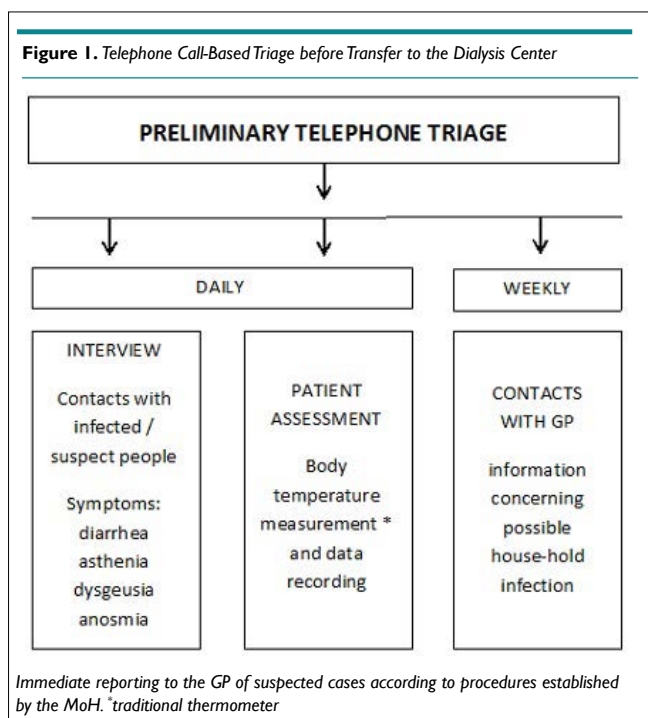 Figure 1. Telephone Call-Based Triage before Transfer to the Dialysis Center
PRELIMINARY TELEPHONE TRIAGE
DAILY
WEEKLY
INTERVIEW
Contacts with
infected /
suspect people
Symptoms:
diarrhea
asthenia
dysgeusia
anosmia
PATIENT
ASSESSMENT
Body
temperature
measurement *
and data
recording
CONTACTS
WITH GP
information
concerning
possible
house-hold
infection
Immediate reporting to the GP of suspected cases according to procedures established
by the MoH. *traditional thermometer